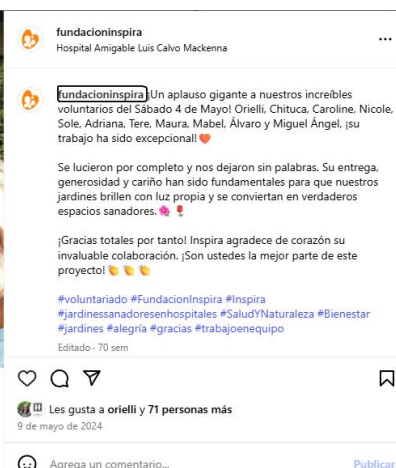 fundacioninspira
Hospital Amigable Luis Calvo Mackenna
fundacioninspira ¡Un aplauso gigante a nuestros increíbles
voluntarios del Sábado 4 de Mayo! Orielli, Chituca, Caroline, Nicole,
Sole, Adriana, Tere, Maura, Mabel, Álvaro y Miguel Ángel, ¡su
trabajo ha sido excepcional!🧡
Se lucieron por completo y nos dejaron sin palabras. Su entrega,
generosidad y cariño han sido fundamentales para que nuestros
jardines brillen con luz propia y se conviertan en verdaderos
espacios sanadores.🌺🌷
¡Gracias totales por tanto! Inspira agradece de corazón su
invaluable colaboración. ¡Son ustedes la mejor parte de este
proyecto!👏👏👏
#voluntariado #FundacionInspira #Inspira
#jardinessanadoresenhospitales #SaludYNaturaleza #Bienestar
#jardines #alegría #gracias #trabajoenequipo
Editado · 70 sem
Les gusta a orielli y 71 personas más
9 de mayo de 2024
Agrega un comentario...
Publicar